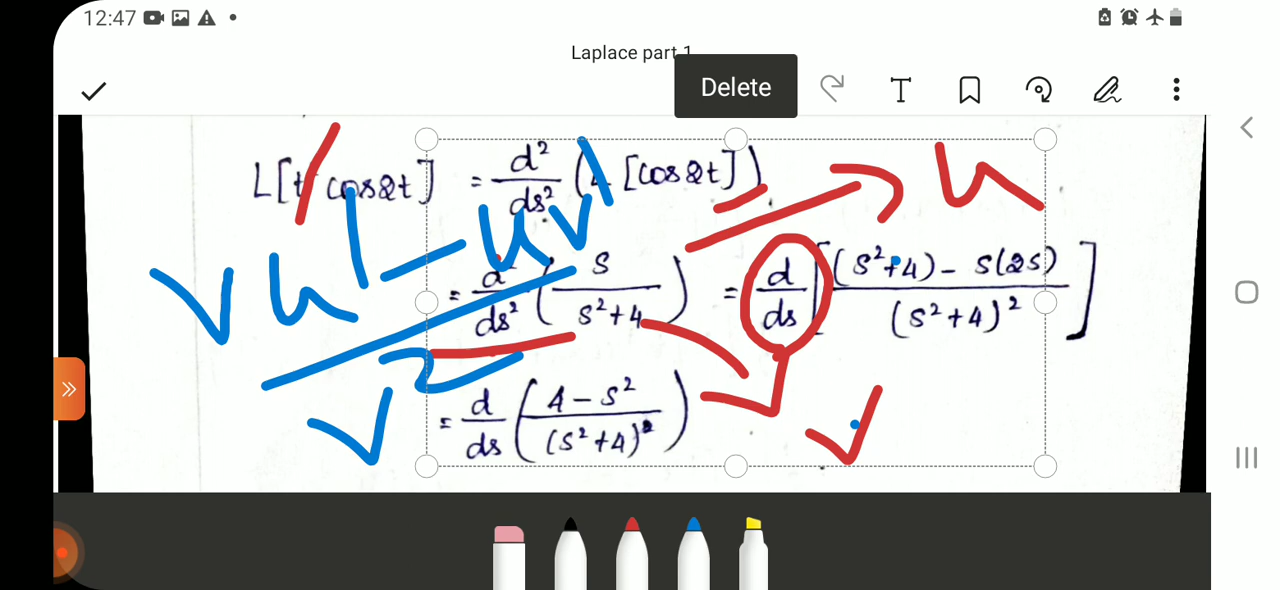 12:47
Laplace part 1
Delete T
L[t² cos2t] = d²/ds² (L [cos2t])
= d²/ds² (s/(s²+4)) = d/ds [((s²+4) - s(2s))/(s²+4)²]
= d/ds ((4-s²)/(s²+4)²)
vu' - uv'
v²
u
v